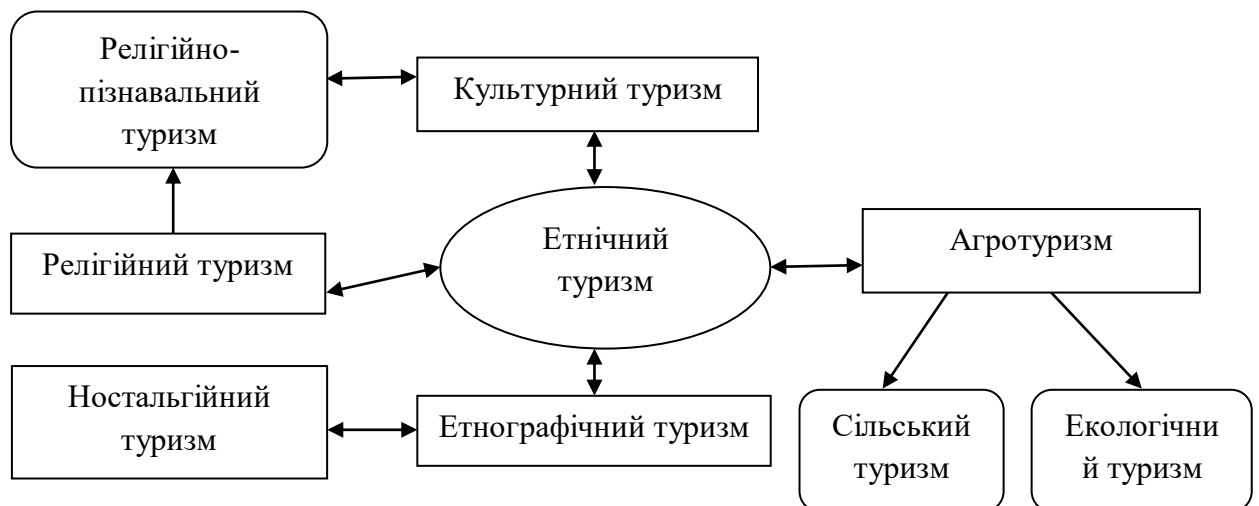 Релігійно-
пізнавальний
туризм
Культурний туризм
Етнічний
туризм
Агротуризм
Релігійний туризм
Ностальгійний
туризм
Етнографічний туризм
Сільський
туризм
Екологічни
й туризм